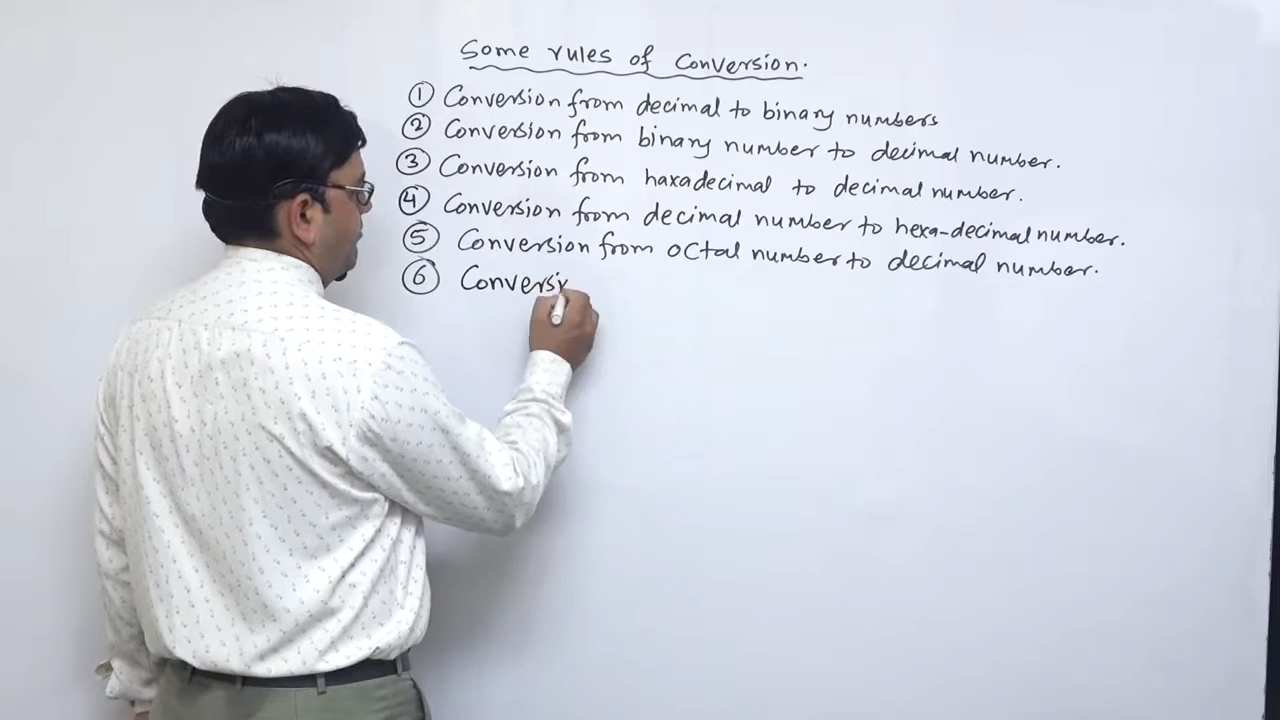 Some rules of Conversion.
① Conversion from decimal to binary numbers
② Conversion from binary number to decimal number.
③ Conversion from haxadecimal to decimal number.
④ Conversion from decimal number to hexa-decimal number.
⑤ Conversion from octal number to decimal number.
⑥ Conversi